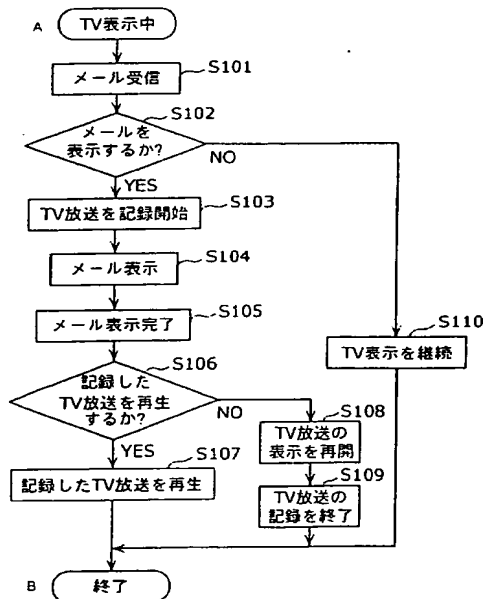 A
TV表示中
メール受信
S101
メールを
表示するか?
S102
NO
YES
TV放送を記録開始
S103
メール表示
S104
メール表示完了
S105
記録した
TV放送を再生
するか?
S106
NO
YES
記録したTV放送を再生
S107
TV放送の
表示を再開
S108
TV放送の
記録を終了
S109
TV表示を継続
S110
B
終了